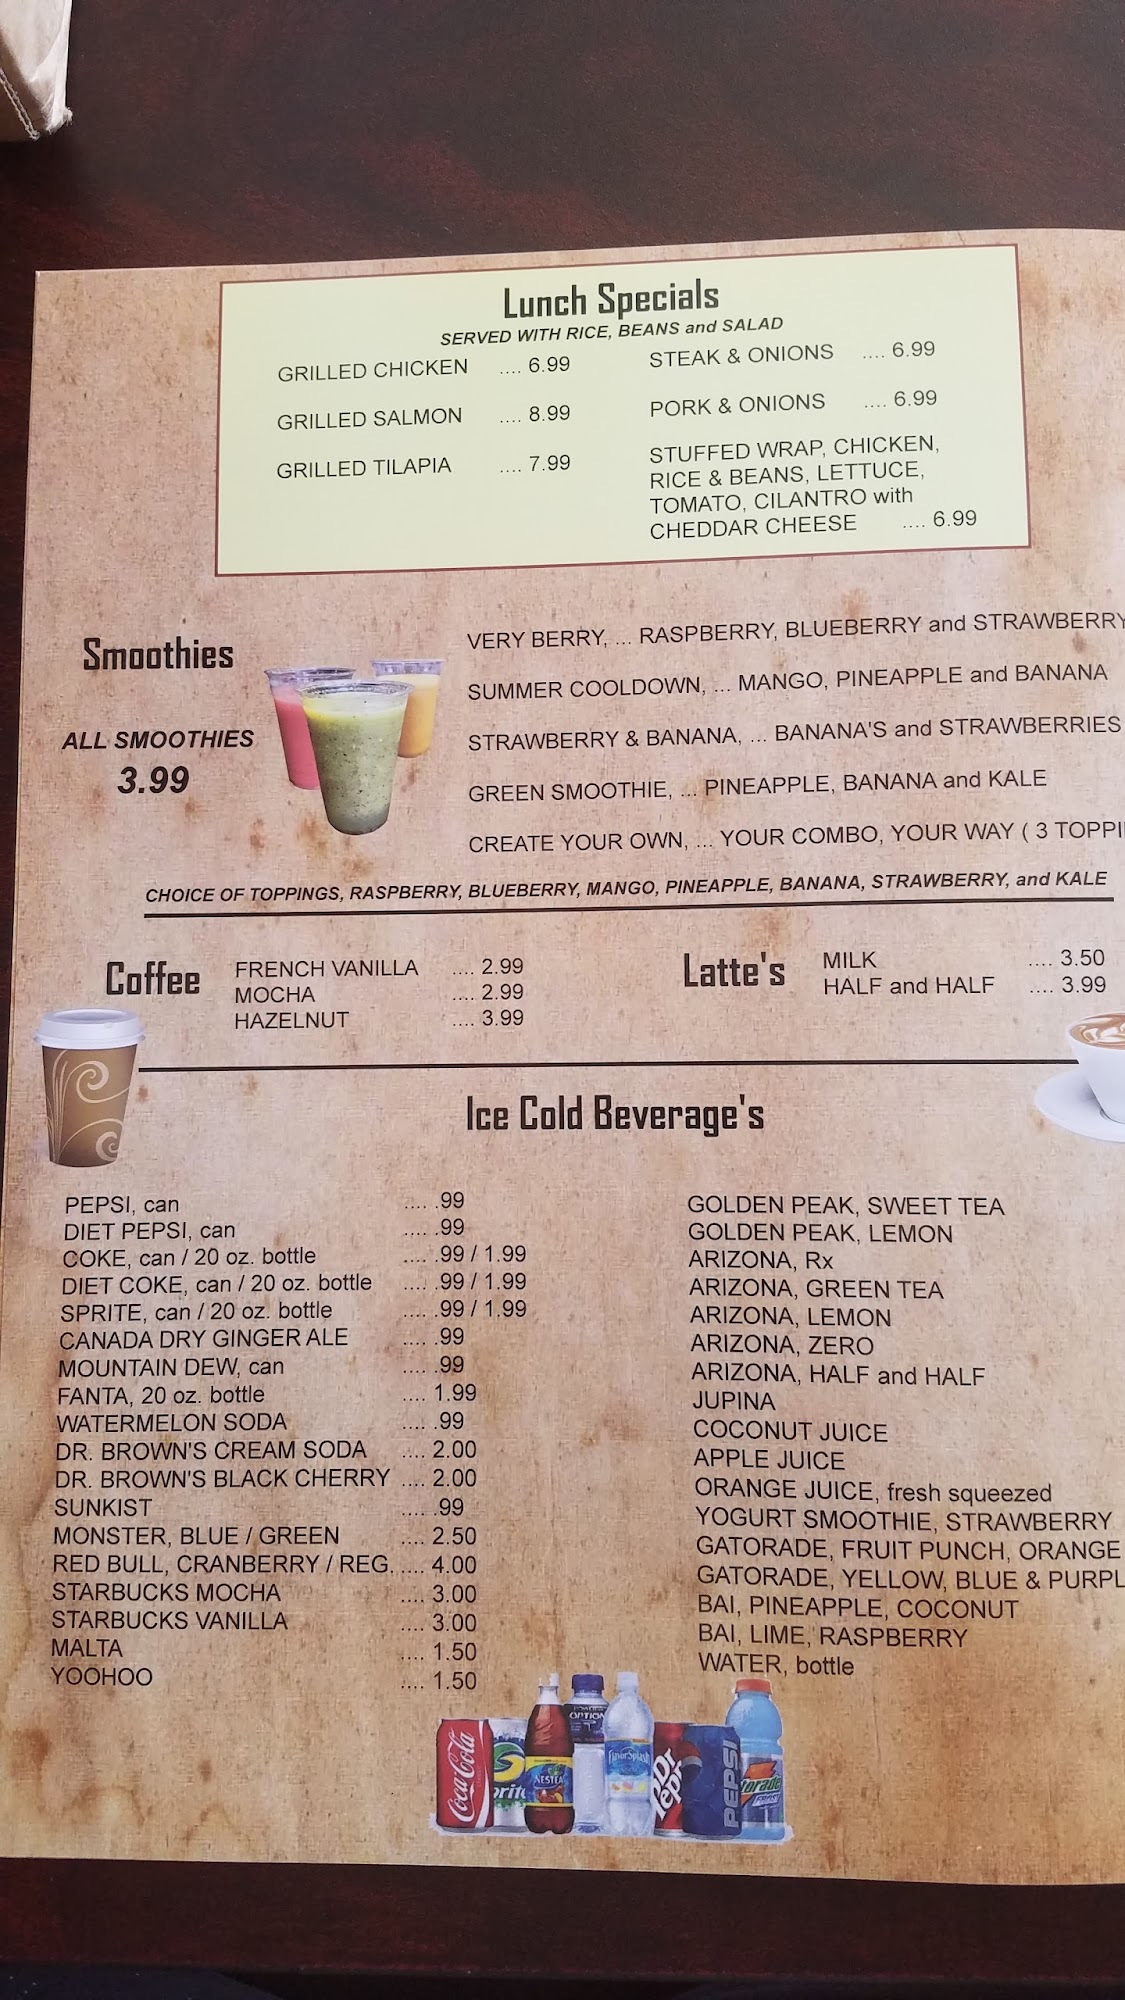 Lunch Specials
SERVED WITH RICE, BEANS and SALAD
GRILLED CHICKEN .... 6.99
GRILLED SALMON .... 8.99
GRILLED TILAPIA .... 7.99
STEAK & ONIONS .... 6.99
PORK & ONIONS .... 6.99
STUFFED WRAP, CHICKEN,
RICE & BEANS, LETTUCE,
TOMATO, CILANTRO with
CHEDDAR CHEESE .... 6.99
Smoothies
ALL SMOOTHIES
3.99
VERY BERRY, ... RASPBERRY, BLUEBERRY and STRAWBERRY
SUMMER COOLDOWN, ... MANGO, PINEAPPLE and BANANA
STRAWBERRY & BANANA, ... BANANA'S and STRAWBERRIES
GREEN SMOOTHIE, ... PINEAPPLE, BANANA and KALE
CREATE YOUR OWN, ... YOUR COMBO, YOUR WAY ( 3 TOPPI
CHOICE OF TOPPINGS, RASPBERRY, BLUEBERRY, MANGO, PINEAPPLE, BANANA, STRAWBERRY, and KALE
Coffee
FRENCH VANILLA .... 2.99
MOCHA .... 2.99
HAZELNUT .... 3.99
Latte's
MILK .... 3.50
HALF and HALF .... 3.99
Ice Cold Beverage's
PEPSI, can .... .99
DIET PEPSI, can .... .99
COKE, can / 20 oz. bottle .... .99 / 1.99
DIET COKE, can / 20 oz. bottle .... .99 / 1.99
SPRITE, can / 20 oz. bottle .... .99 / 1.99
CANADA DRY GINGER ALE .... .99
MOUNTAIN DEW, can .... .99
FANTA, 20 oz. bottle .... 1.99
WATERMELON SODA .... .99
DR. BROWN'S CREAM SODA .... 2.00
DR. BROWN'S BLACK CHERRY .... 2.00
SUNKIST .... .99
MONSTER, BLUE / GREEN .... 2.50
RED BULL, CRANBERRY / REG. .... 4.00
STARBUCKS MOCHA .... 3.00
STARBUCKS VANILLA .... 3.00
MALTA .... 1.50
YOOHOO .... 1.50
GOLDEN PEAK, SWEET TEA
GOLDEN PEAK, LEMON
ARIZONA, Rx
ARIZONA, GREEN TEA
ARIZONA, LEMON
ARIZONA, ZERO
ARIZONA, HALF and HALF
JUPINA
COCONUT JUICE
APPLE JUICE
ORANGE JUICE, fresh squeezed
YOGURT SMOOTHIE, STRAWBERRY
GATORADE, FRUIT PUNCH, ORANGE
GATORADE, YELLOW, BLUE & PURPL
BAI, PINEAPPLE, COCONUT
BAI, LIME, RASPBERRY
WATER, bottle
Coca-Cola
prite
NESTEA
OPTION
FlavorSplash
Dr Pepper
PEPSI
torade